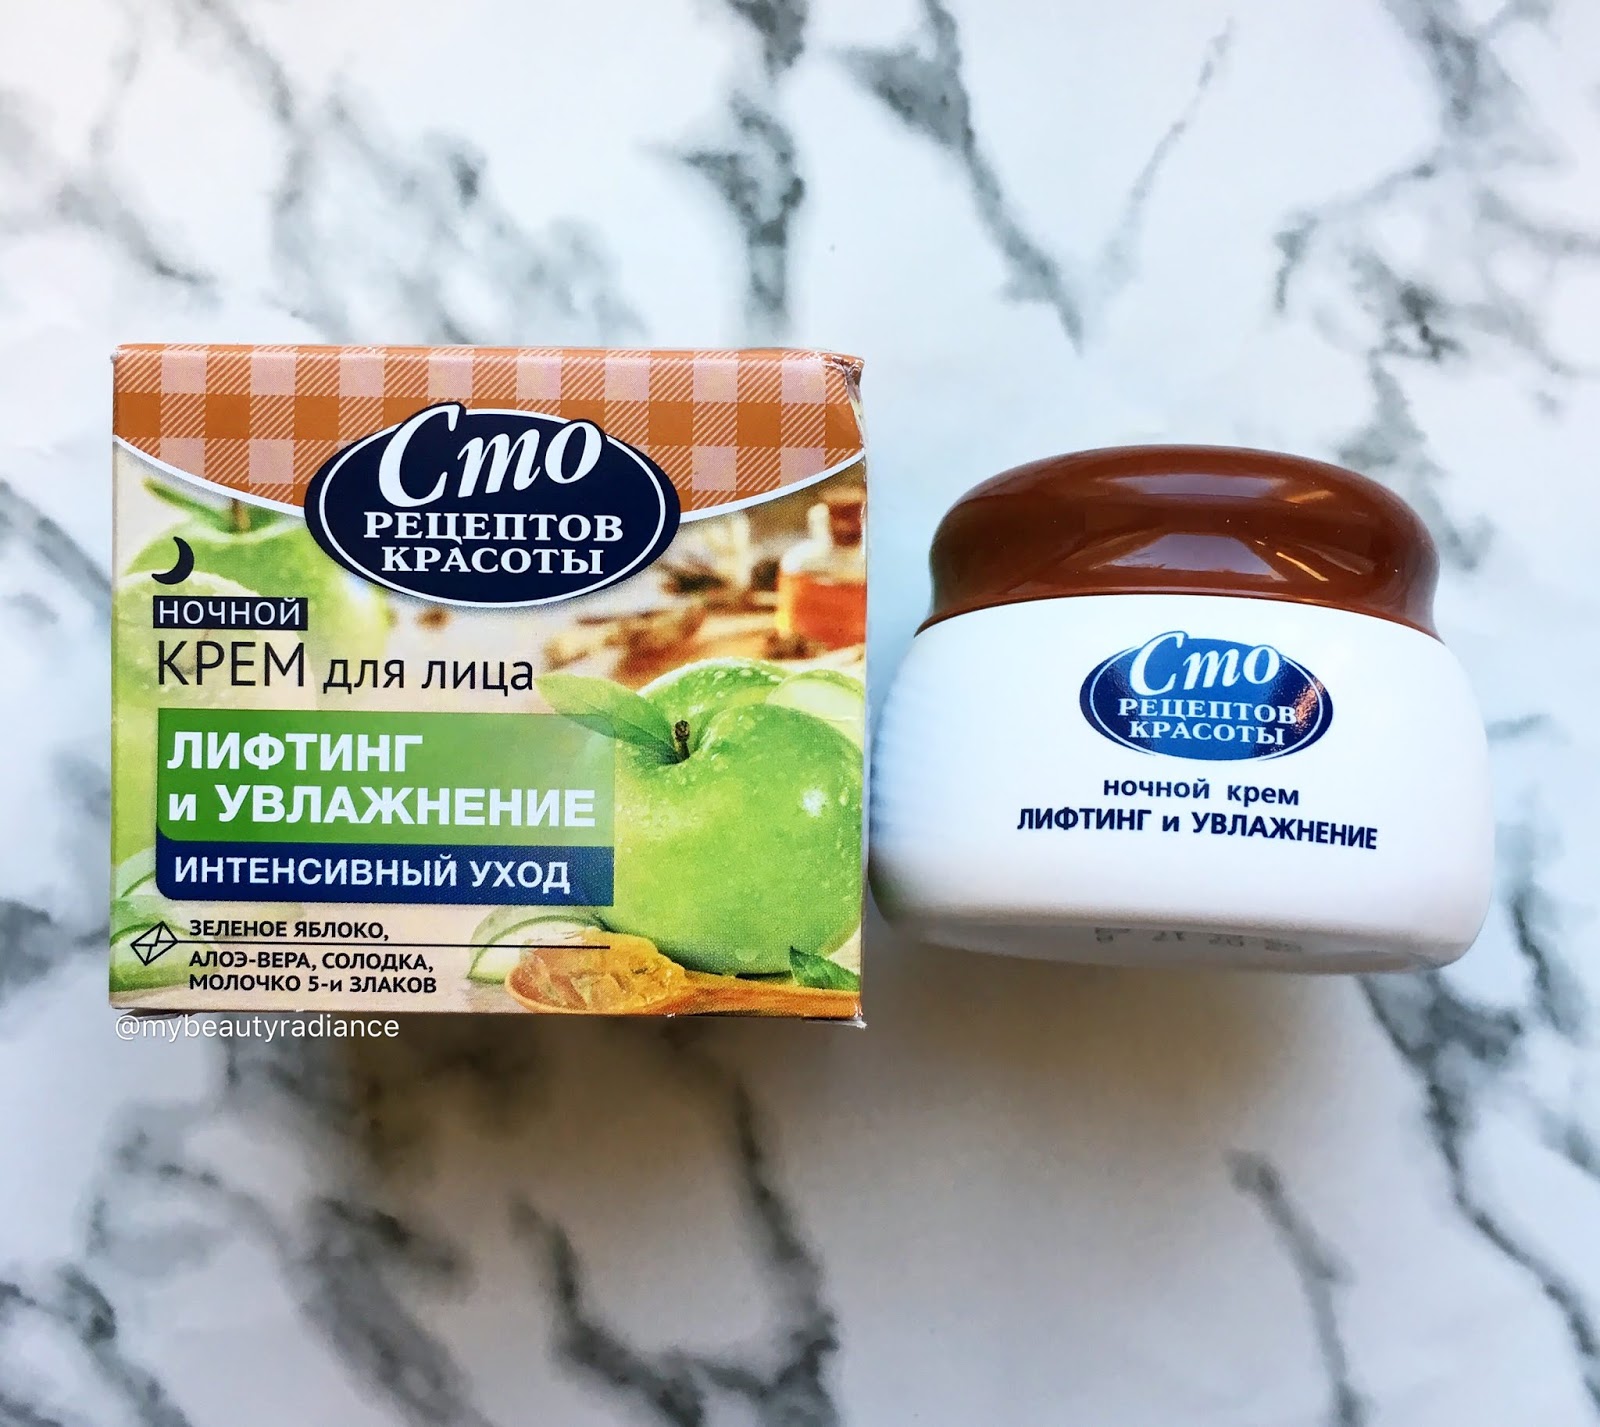 Сто
РЕЦЕПТОВ
КРАСОТЫ
НОЧНОЙ
КРЕМ для лица
ЛИФТИНГ
и УВЛАЖНЕНИЕ
ИНТЕНСИВНЫЙ УХОД
ЗЕЛЕНОЕ ЯБЛОКО,
АЛОЭ-ВЕРА, СОЛОДКА,
МОЛОЧКО 5-и ЗЛАКОВ
@mybeautyradiance
Сто
РЕЦЕПТОВ
КРАСОТЫ
ночной крем
ЛИФТИНГ и УВЛАЖНЕНИЕ